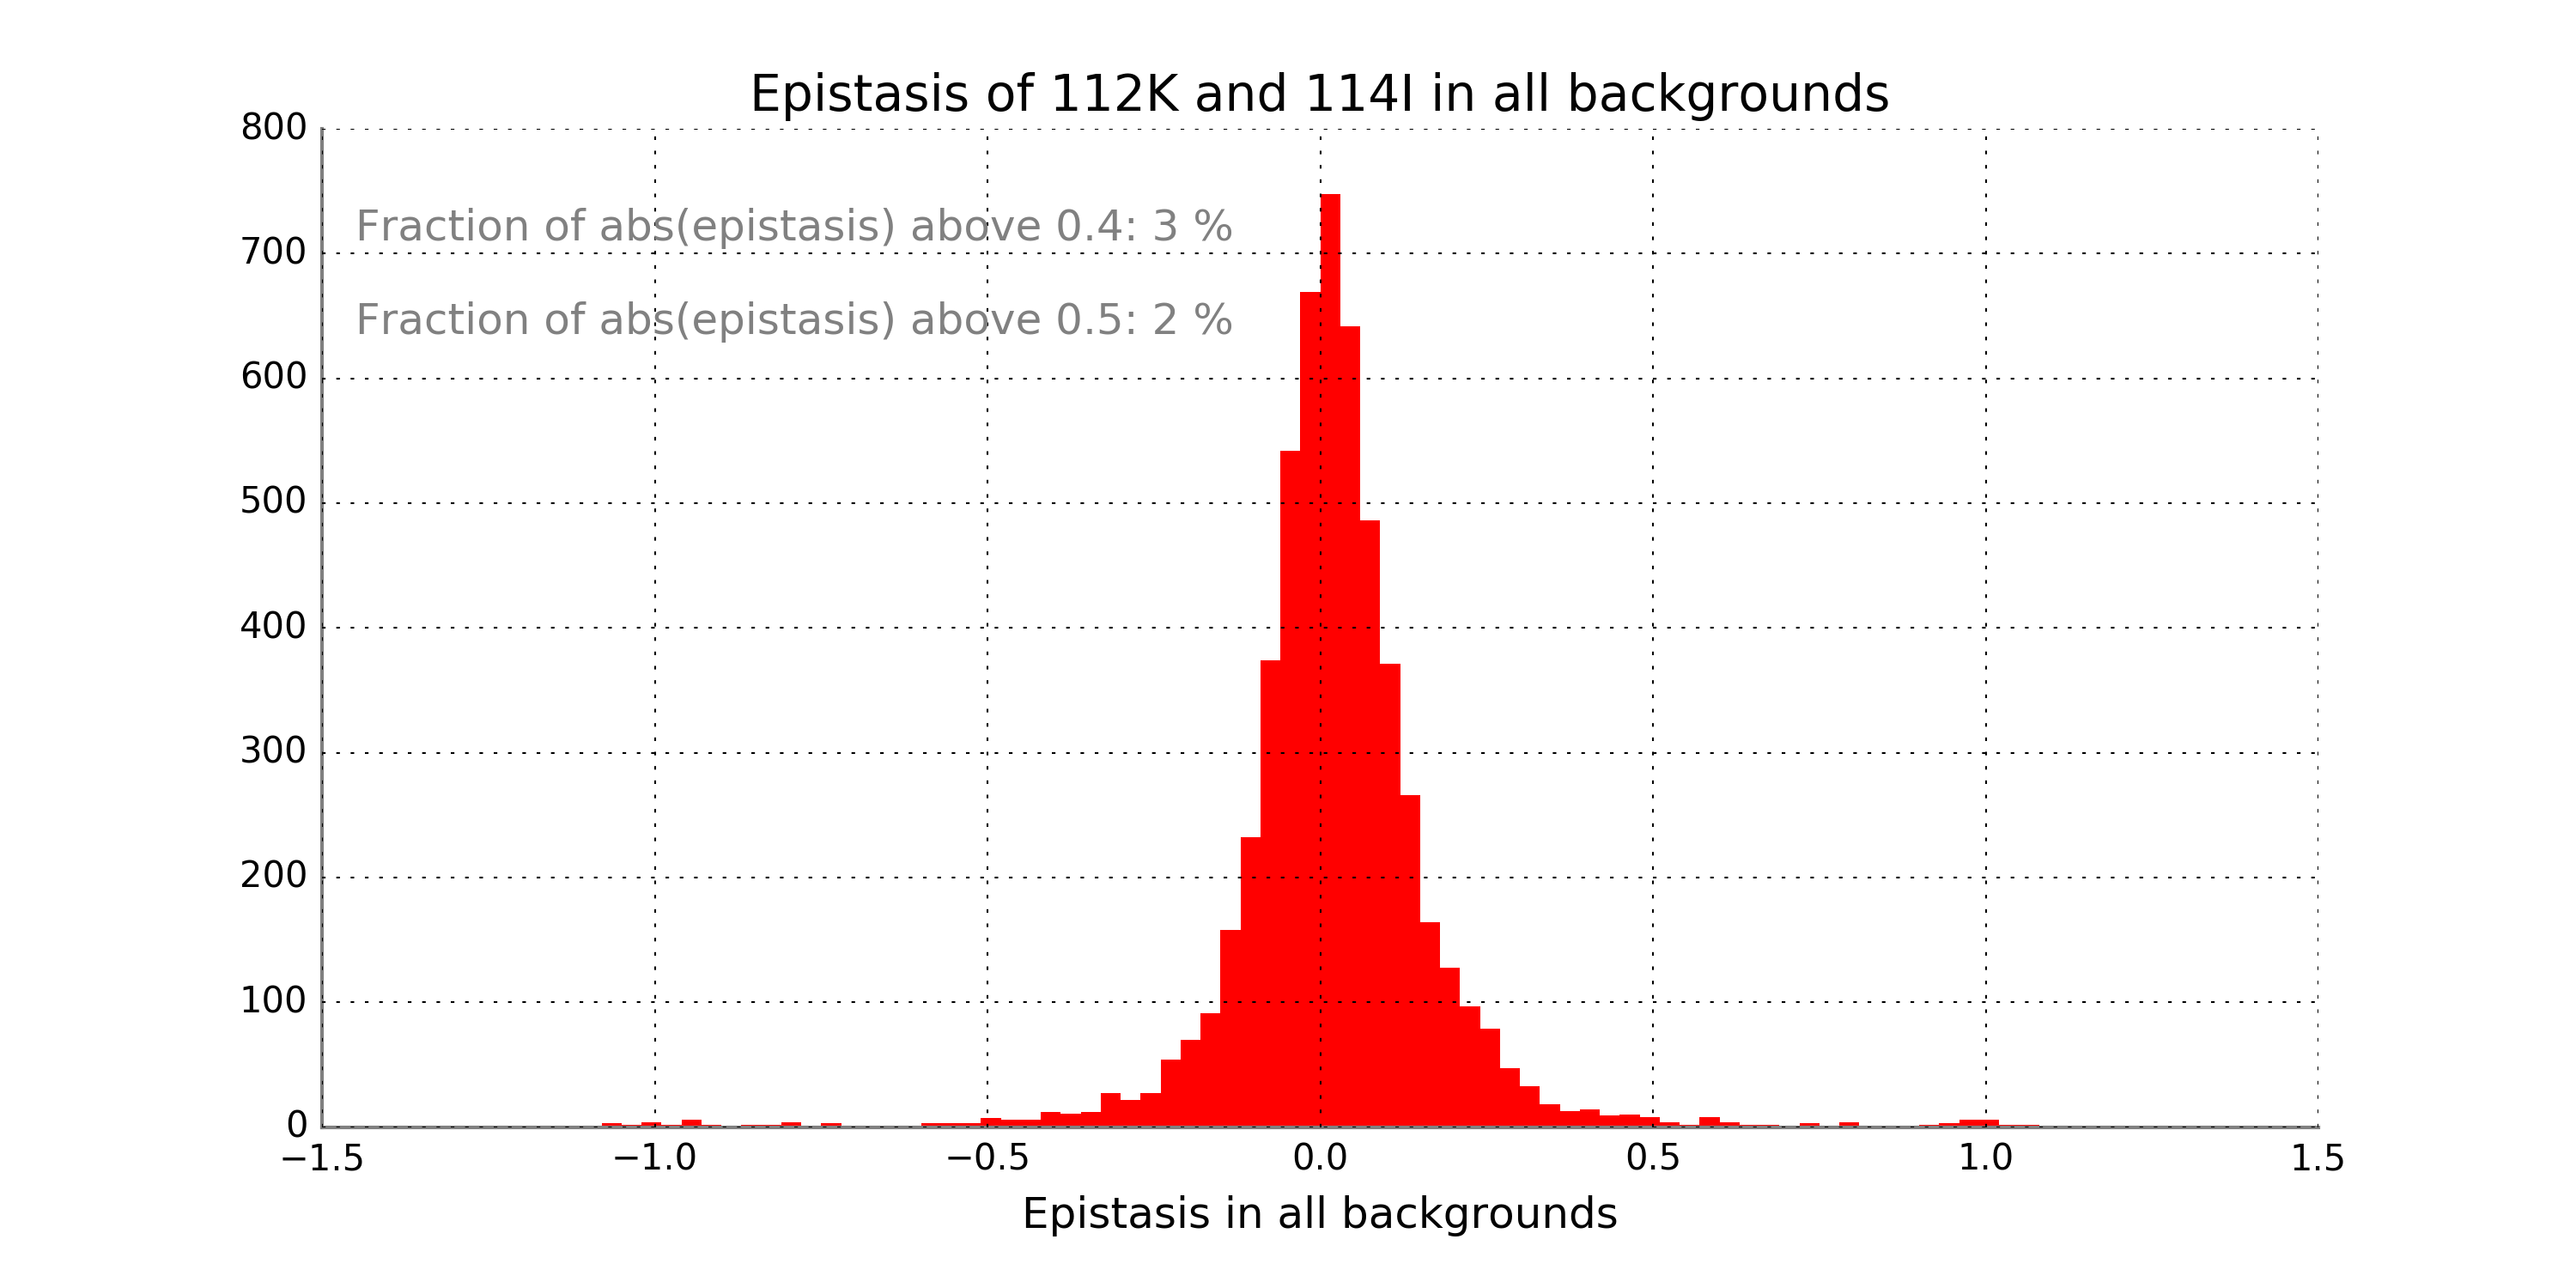 Epistasis of 112K and 114I in all backgrounds
800
Fraction of abs(epistasis) above 0.4: 3 %
700
Fraction of abs(epistasis) above 0.5: 2 %
600
500
400
300
200
100
0
−1.5 −1.0 −0.5 0.0 0.5 1.0 1.5
Epistasis in all backgrounds